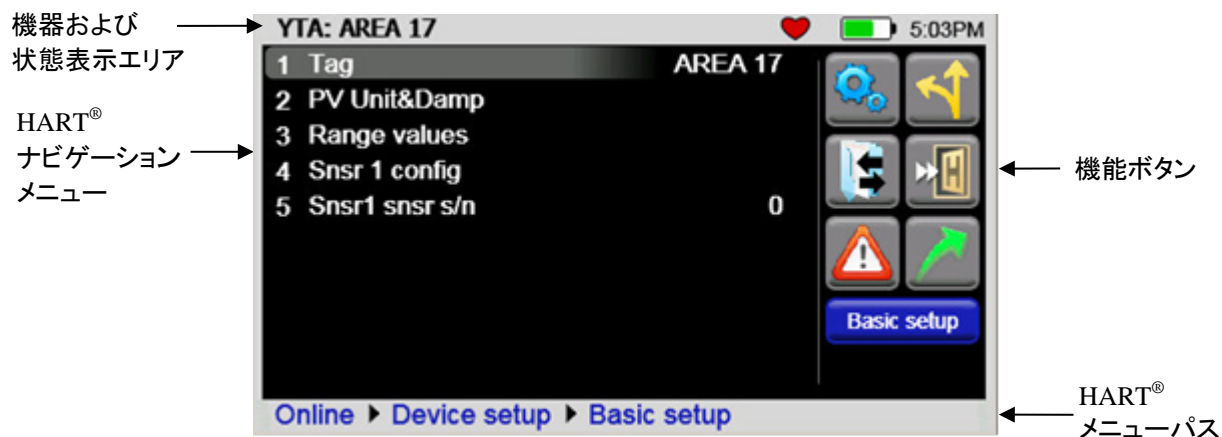 機器および
状態表示エリア
YTA: AREA 17 5:03PM
1 Tag AREA 17
2 PV Unit&Damp
3 Range values
4 Snsr 1 config
5 Snsr1 snsr s/n 0
HART®
ナビゲーション
メニュー
機能ボタン
Basic setup
Online ▶ Device setup ▶ Basic setup
HART®
メニューパス